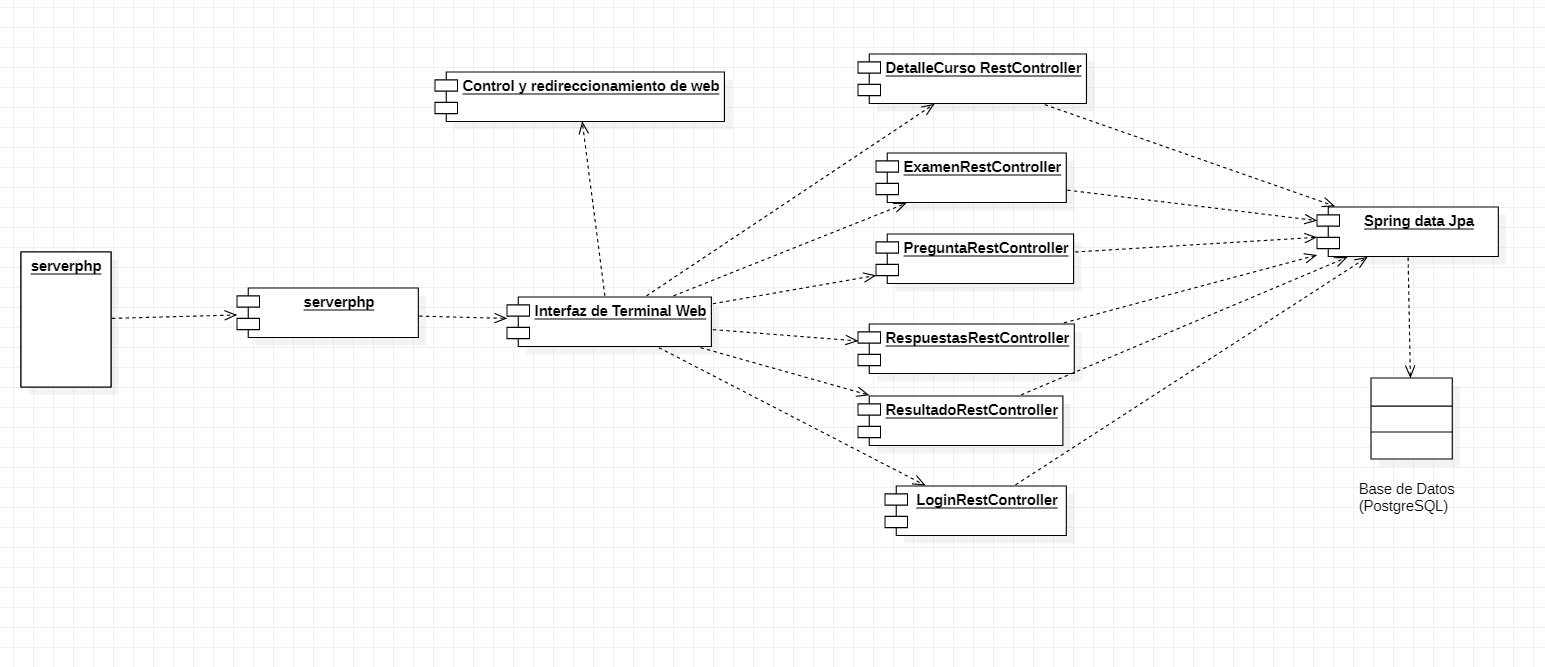 DetalleCurso RestController
Control y redireccionamiento de web
ExamenRestController
Spring data Jpa
PreguntaRestController
serverphp
serverphp
Interfaz de Terminal Web
RespuestasRestController
ResultadoRestController
LoginRestController
Base de Datos
(PostgreSQL)